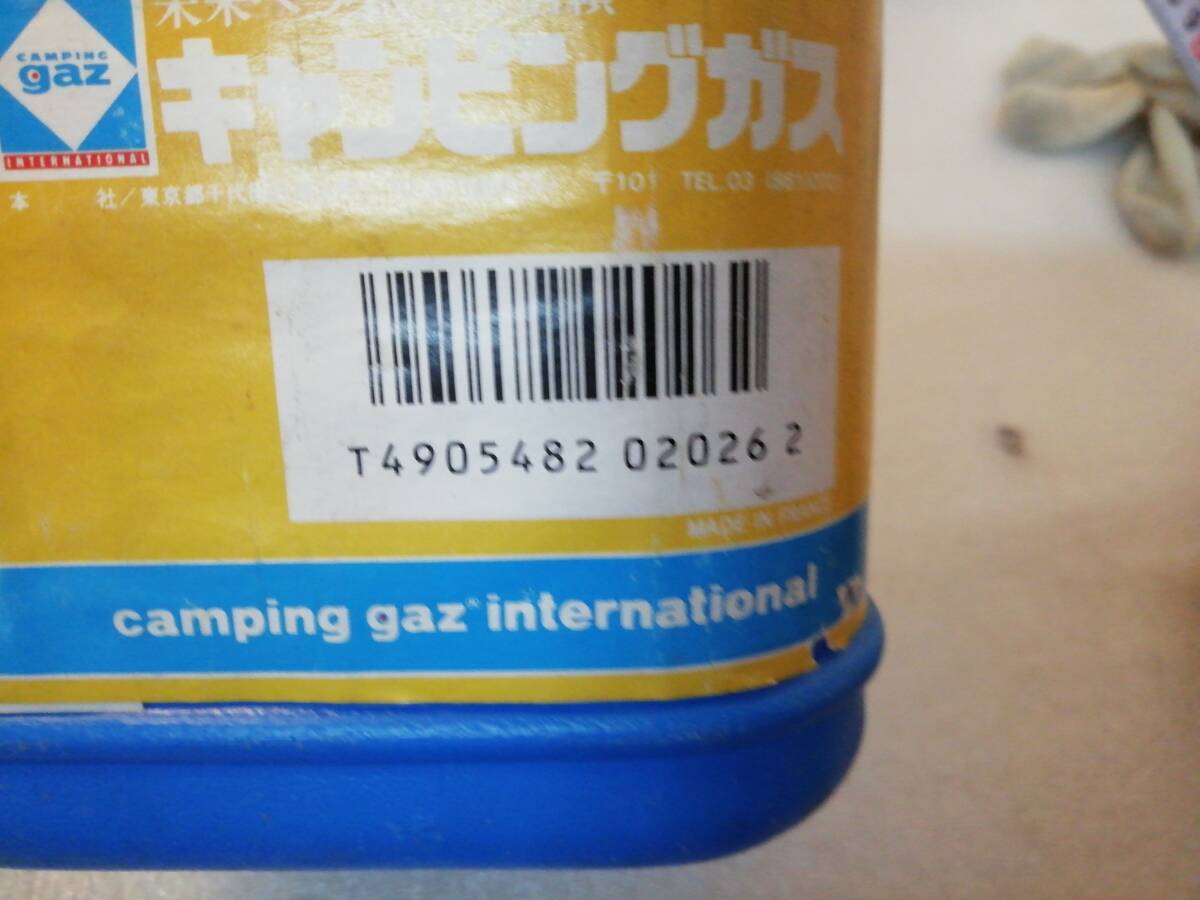 CAMPING
gaz
INTERNATIONAL
キャンピングガス
本 社/東京都千代田 〒101 TEL.03
T4905482 02026 2
MADE IN FRANCE
camping gaz® international